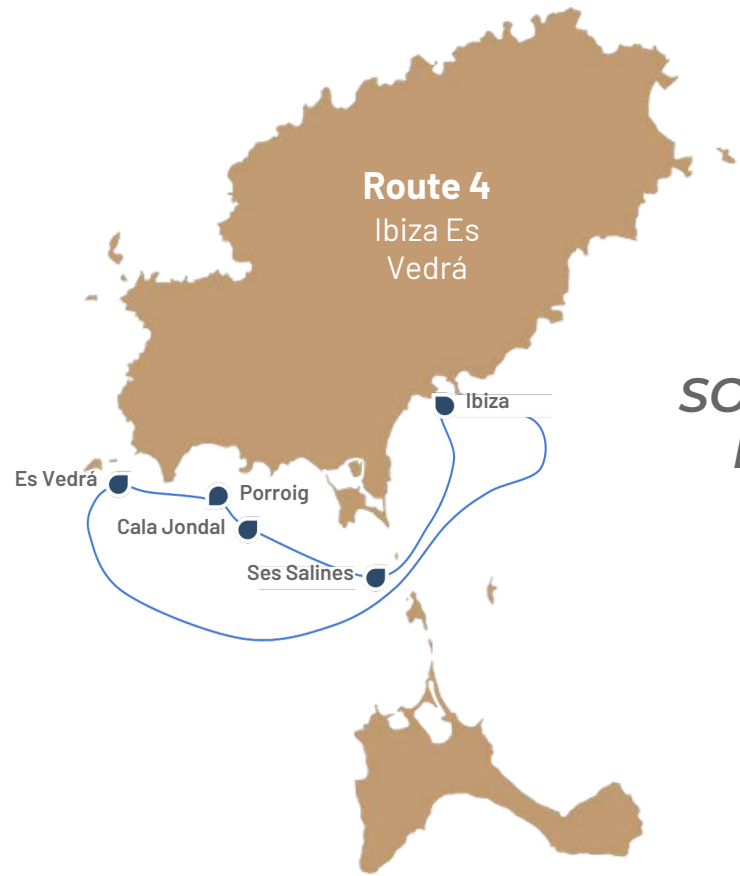 Route 4
Ibiza Es
Vedrá
Ibiza
Es Vedrá
Porroig
Cala Jondal
Ses Salines